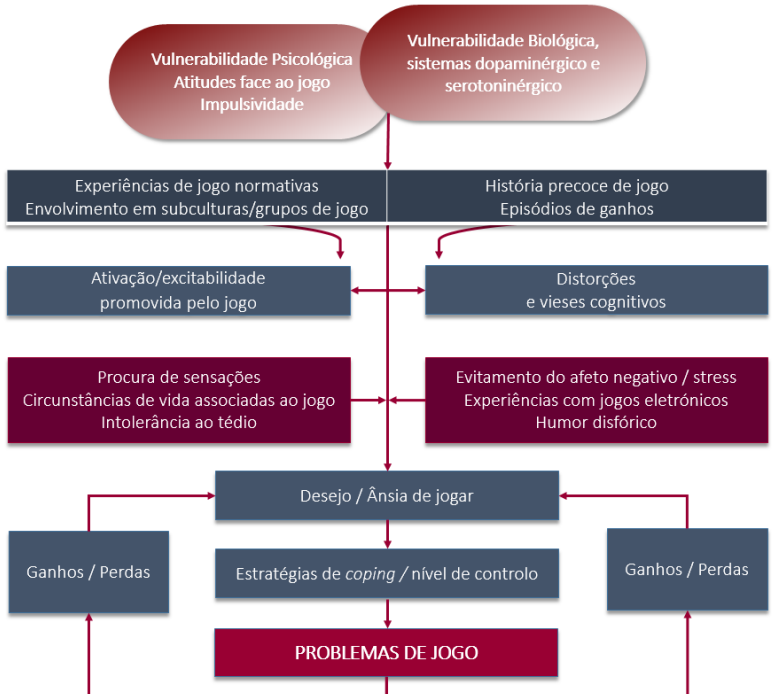 Vulnerabilidade Psicológica
Atitudes face ao jogo
Impulsividade
Vulnerabilidade Biológica,
sistemas dopaminérgico e
serotoninérgico
Experiências de jogo normativas
Envolvimento em subculturas/grupos de jogo
História precoce de jogo
Episódios de ganhos
Ativação/excitabilidade
promovida pelo jogo
Distorções
e vieses cognitivos
Procura de sensações
Circunstâncias de vida associadas ao jogo
Intolerância ao tédio
Evitamento do afeto negativo / stress
Experiências com jogos eletrónicos
Humor disfórico
Desejo / Ânsia de jogar
Ganhos / Perdas
Estratégias de coping / nível de controlo
Ganhos / Perdas
PROBLEMAS DE JOGO